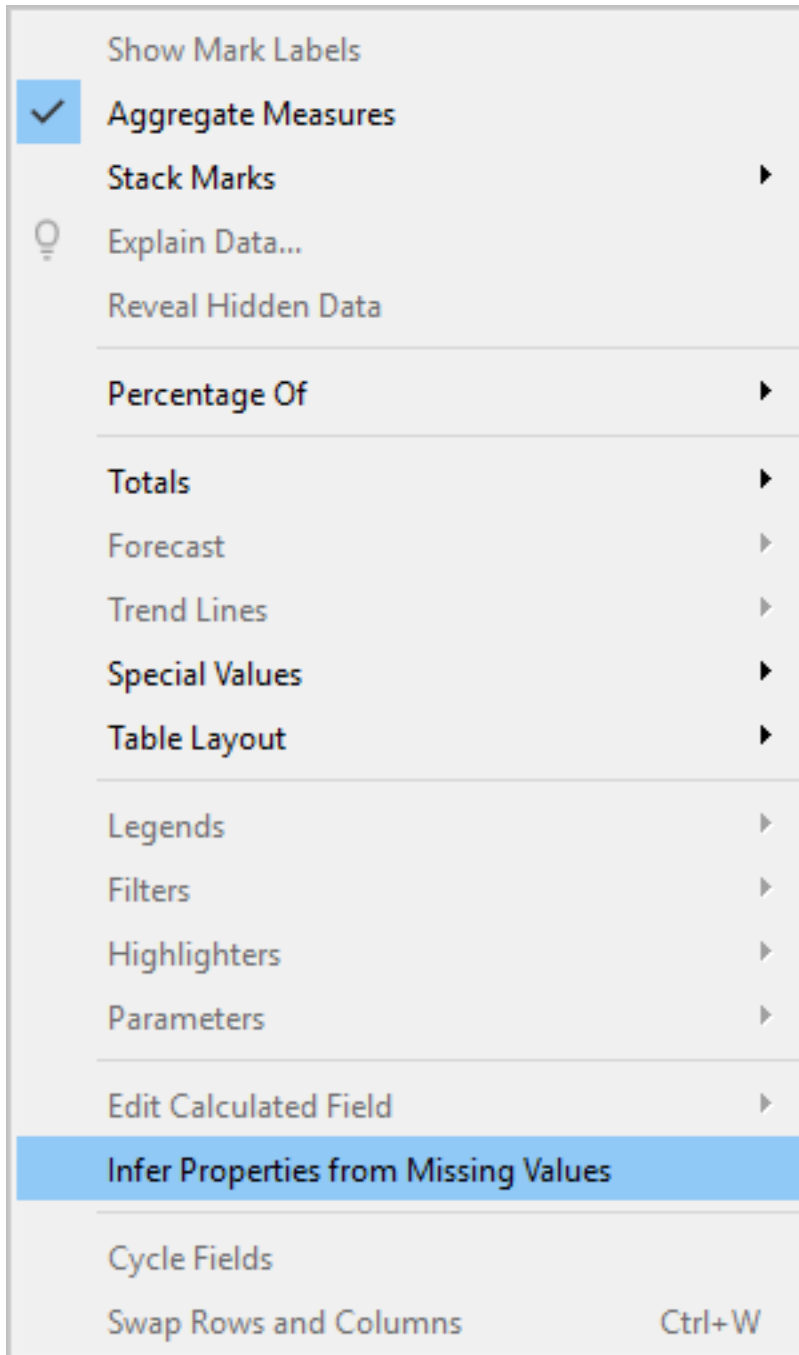 Show Mark Labels
Aggregate Measures
Stack Marks
Explain Data...
Reveal Hidden Data
Percentage Of
Totals
Forecast
Trend Lines
Special Values
Table Layout
Legends
Filters
Highlighters
Parameters
Edit Calculated Field
Infer Properties from Missing Values
Cycle Fields
Swap Rows and Columns Ctrl+W